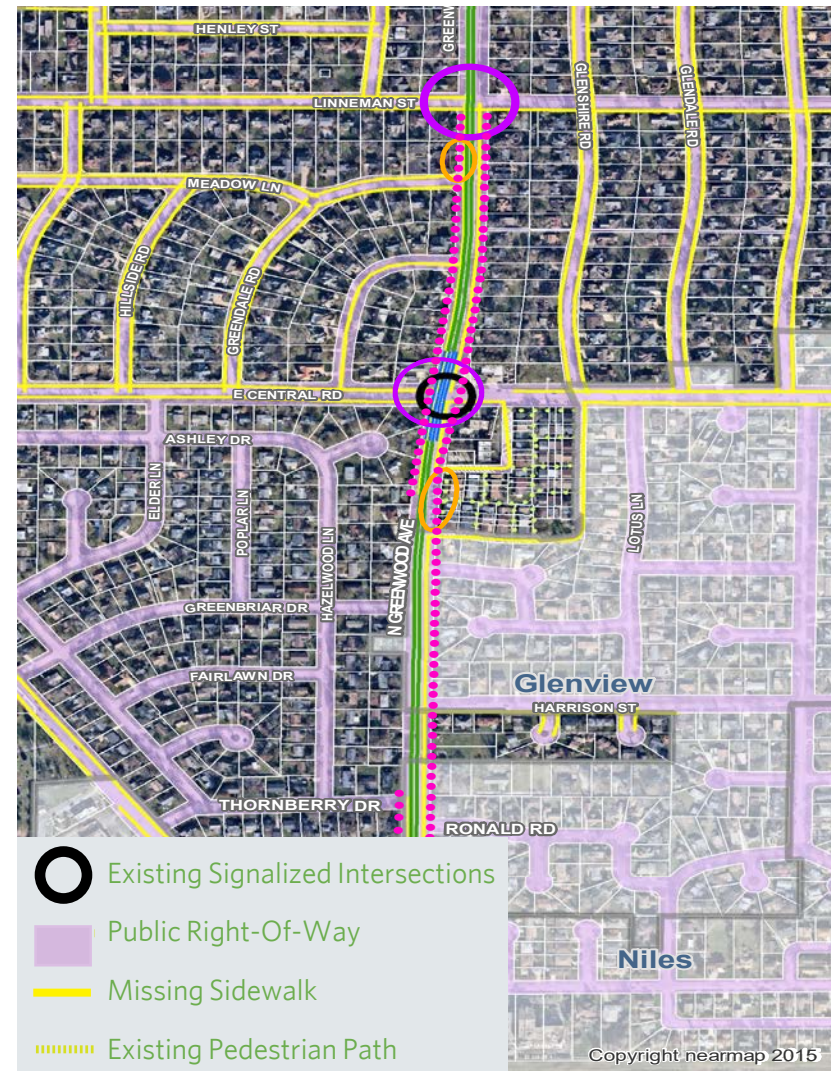 HENLEY ST
GREENW
LINNEMAN ST
GLENSHIRE RD
GLENDALE RD
MEADOW LN
HILLSIDE RD
GREENDALE RD
E CENTRAL RD
ASHLEY DR
ELDER LN
POPLAR LN
HAZELWOOD LN
N GREENWOOD AVE
LOTUS LN
GREENBRIAR DR
FAIRLAWN DR
Glenview
HARRISON ST
THORNBERRY DR
RONALD RD
Existing Signalized Intersections
Public Right-Of-Way
Missing Sidewalk
Existing Pedestrian Path
Niles
Copyright nearmap 2015